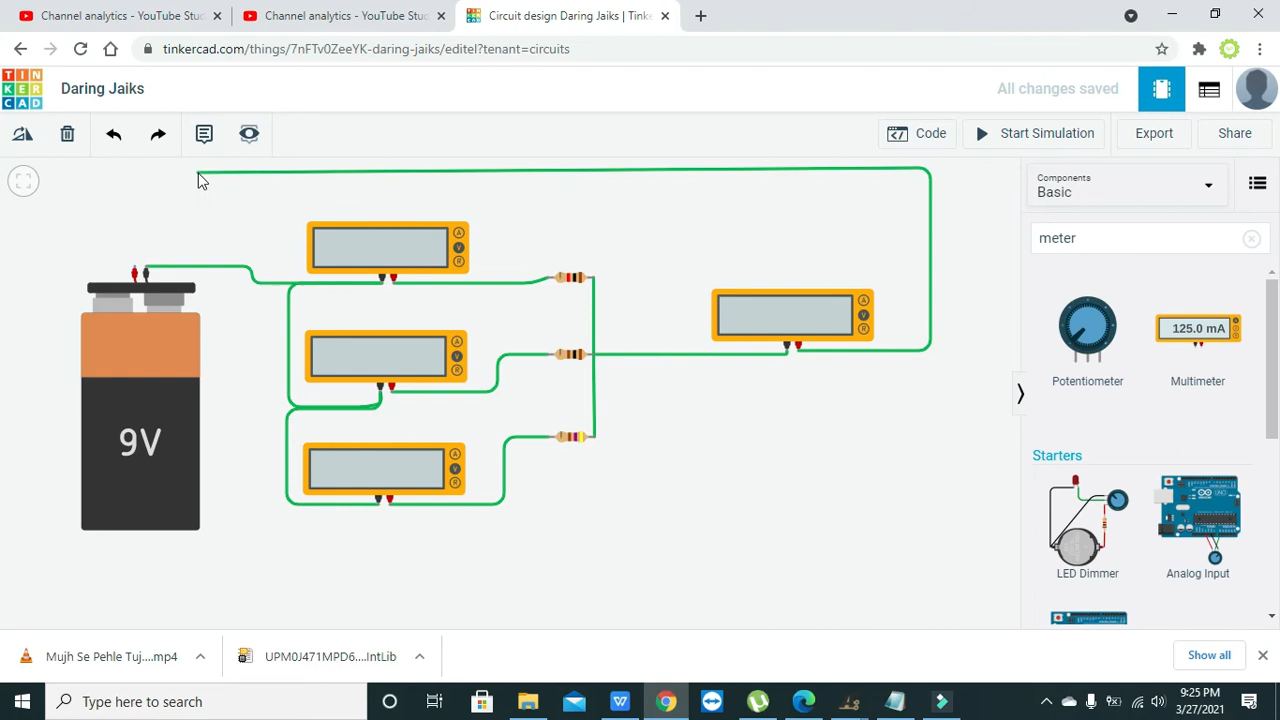 Channel analytics - YouTube Stud
Channel analytics - YouTube Stud
Circuit design Daring Jaiks | Tinke
tinkercad.com/things/7nFTv0ZeeYK-daring-jaiks/editel?tenant=circuits
TIN
KER
CAD
Daring Jaiks
All changes saved
Code
Start Simulation
Export
Share
Components
Basic
meter
A
V
R
A
V
R
A
V
R
A
V
R
9V
125.0 mA
Potentiometer
Multimeter
Starters
LED Dimmer
Analog Input
Mujh Se Pehle Tuj....mp4
UPM0J471MPD6....IntLib
Show all
Type here to search
9:25 PM
3/27/2021